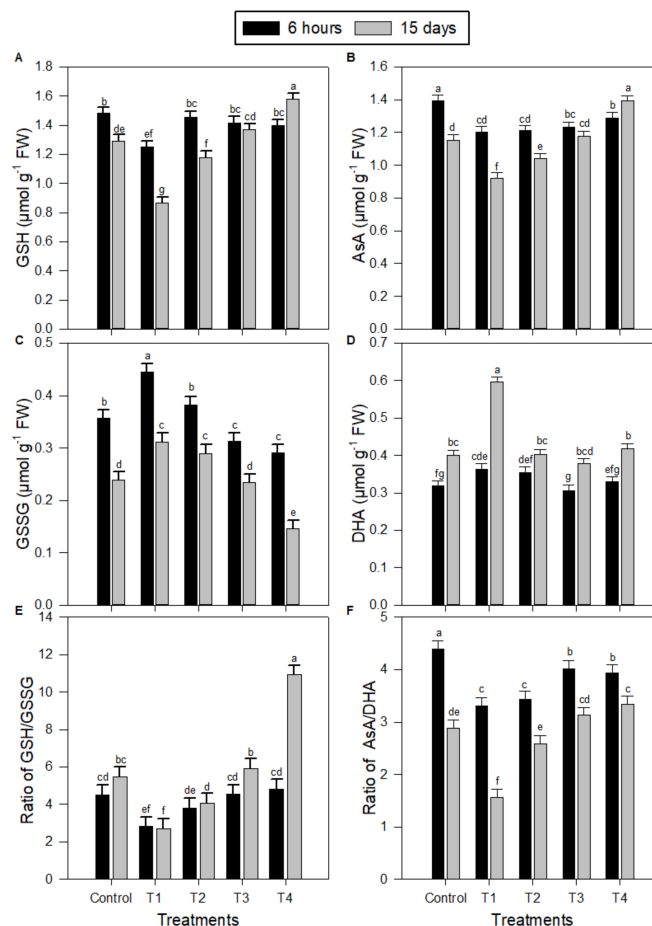 6 hours 15 days
A
1.8
1.6
1.4
1.2
1.0
0.8
0.6
0.4
0.2
0.0
GSH (µmol g⁻¹ FW)
b de ef g bc f bc cd bc a
B
1.6
1.4
1.2
1.0
0.8
0.6
0.4
0.2
0.0
AsA (µmol g⁻¹ FW)
a d cd f cd e cd cd b a
C
0.5
0.4
0.3
0.2
0.1
0.0
GSSG (µmol g⁻¹ FW)
b d a c b c c d c e
D
0.7
0.6
0.5
0.4
0.3
0.2
0.1
0.0
DHA (µmol g⁻¹ FW)
fg bc cde a def bc g bcd efg b
E
14
12
10
8
6
4
2
0
Ratio of GSH/GSSG
cd bc ef f de d cd b cd a
Control T1 T2 T3 T4
Treatments
F
5
4
3
2
1
0
Ratio of AsA/DHA
a de c f c e b cd b c
Control T1 T2 T3 T4
Treatments